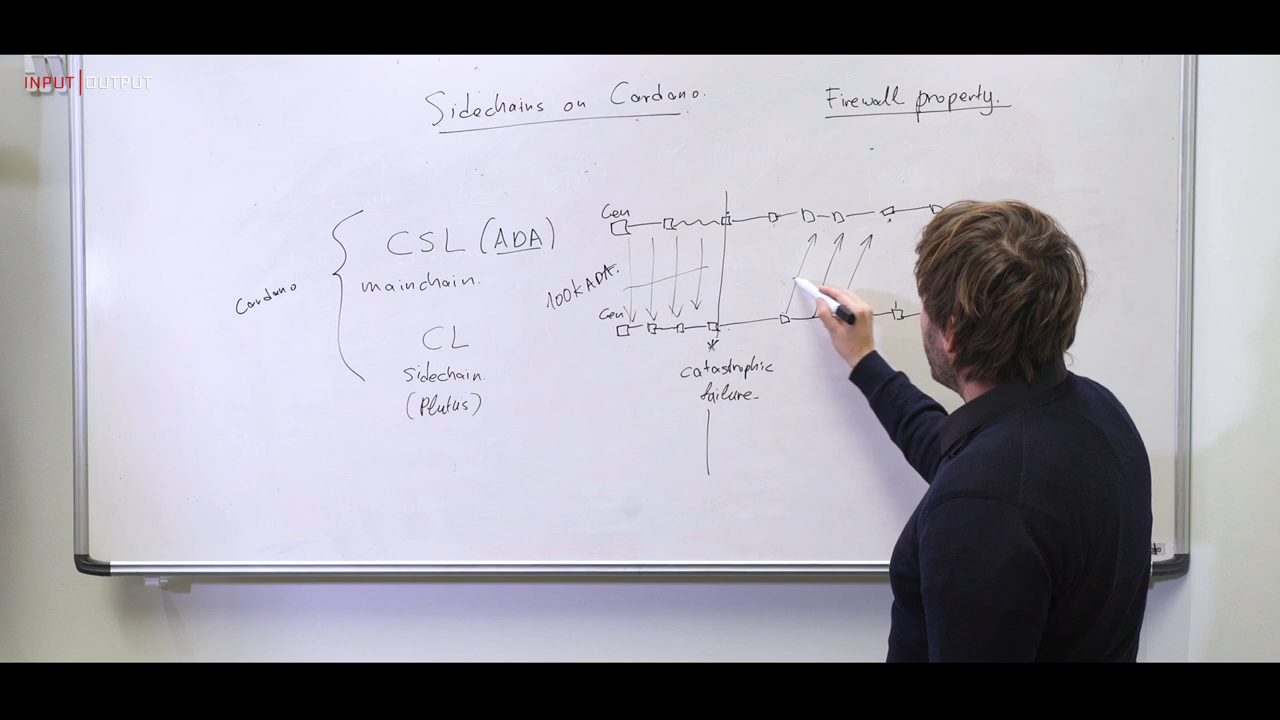 INPUT|OUTPUT
Sidechains on Cardano.
Firewall property.
Cardano
CSL (ADA)
mainchain.
CL
sidechain.
(Plutus)
Gen
100k ADA.
Gen
catastrophic
failure